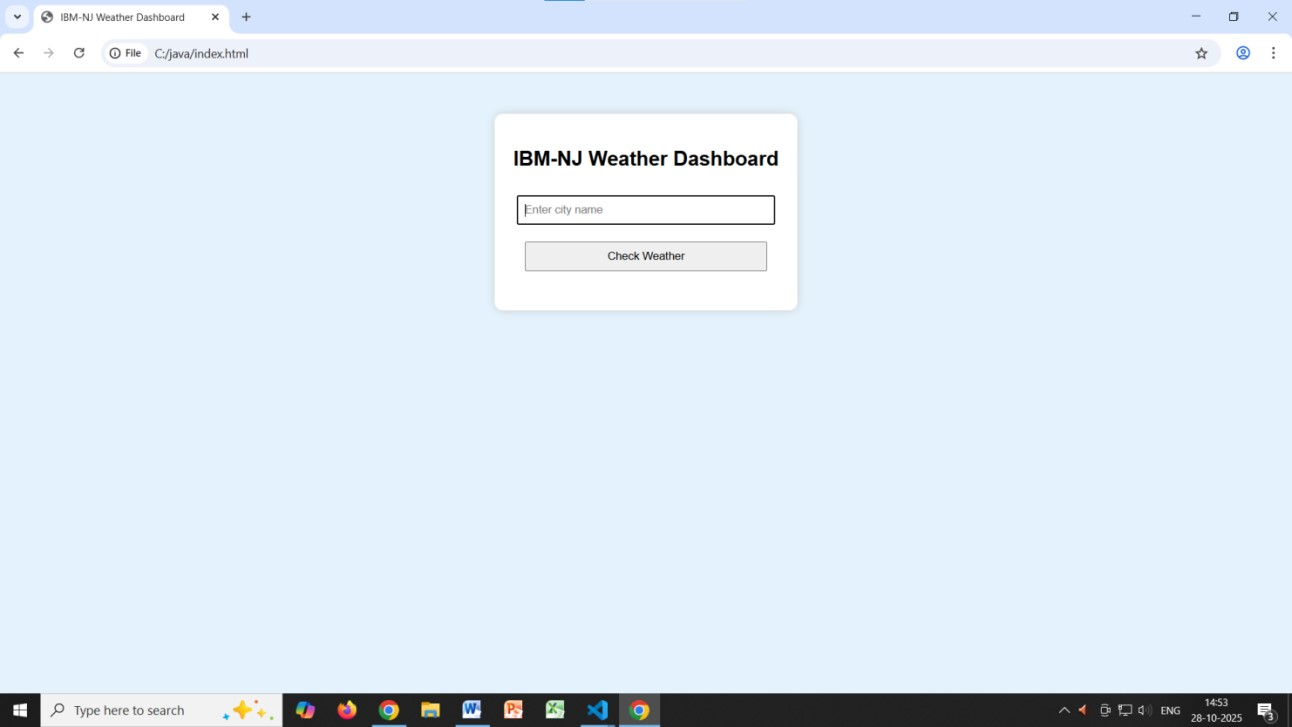 IBM-NJ Weather Dashboard
File C:/java/index.html
IBM-NJ Weather Dashboard
Enter city name
Check Weather
Type here to search
ENG
14:53
28-10-2025
3